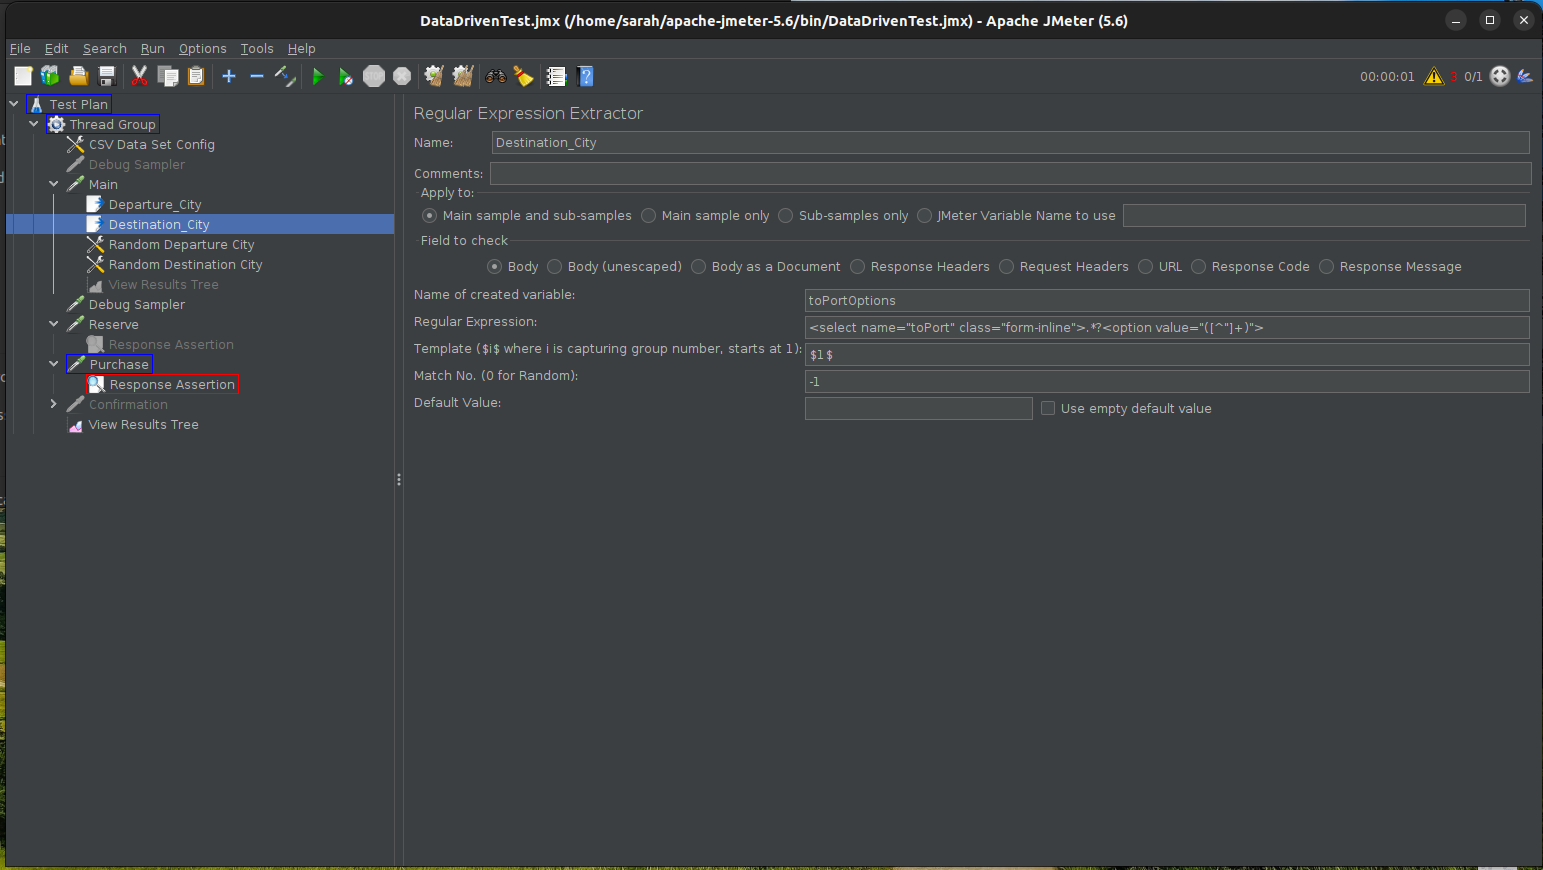 DataDrivenTest.jmx (/home/sarah/apache-jmeter-5.6/bin/DataDrivenTest.jmx) - Apache JMeter (5.6)
File Edit Search Run Options Tools Help
STOP 00:00:01 3 0/1
Test Plan
Thread Group
CSV Data Set Config
Debug Sampler
Main
Departure_City
Destination_City
Random Departure City
Random Destination City
View Results Tree
Debug Sampler
Reserve
Response Assertion
Purchase
Response Assertion
Confirmation
View Results Tree
Regular Expression Extractor
Name: Destination_City
Comments:
Apply to:
Main sample and sub-samples Main sample only Sub-samples only JMeter Variable Name to use
Field to check
Body Body (unescaped) Body as a Document Response Headers Request Headers URL Response Code Response Message
Name of created variable: toPortOptions
Regular Expression: <select name="toPort" class="form-inline">.*?<option value="([^"]+)">
Template ($i$ where i is capturing group number, starts at 1): $1$
Match No. (0 for Random): -1
Default Value: Use empty default value